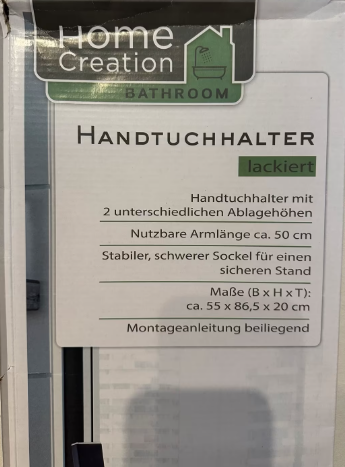 Home
Creation
BATHROOM
HANDTUCHHALTER
lackiert
Handtuchhalter mit
2 unterschiedlichen Ablagehöhen
Nutzbare Armlänge ca. 50 cm
Stabiler, schwerer Sockel für einen
sicheren Stand
Maße (B x H x T):
ca. 55 x 86,5 x 20 cm
Montageanleitung beiliegend